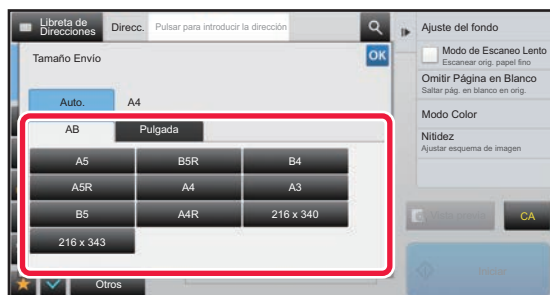 Libreta de
Direcciones
Direcc.
Pulsar para introducir la dirección
Tamaño Envío
OK
Auto.
A4
AB
Pulgada
A5
B5R
B4
A5R
A4
A3
B5
A4R
216 x 340
216 x 343
Otros
Ajuste del fondo
Modo de Escaneo Lento
Escanear orig. papel fino
Omitir Página en Blanco
Saltar pág. en blanco en orig.
Modo Color
Nitidez
Ajustar esquema de imagen
CA
Iniciar